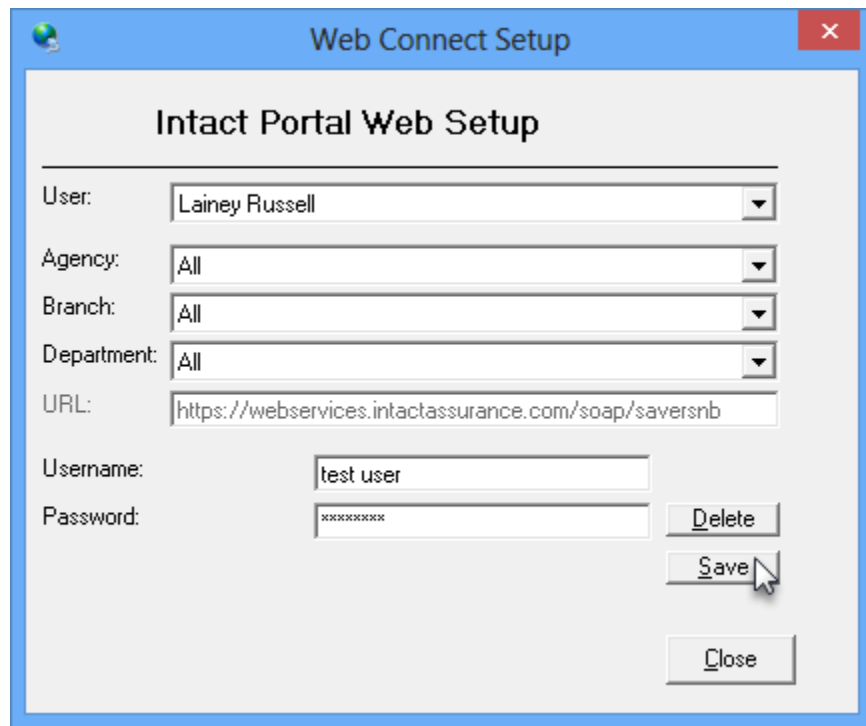 Web Connect Setup
Intact Portal Web Setup
User: Lainey Russell
Agency: All
Branch: All
Department: All
URL: https://webservices.intactassurance.com/soap/saversnb
Username: test user
Password: ********
Delete
Save
Close